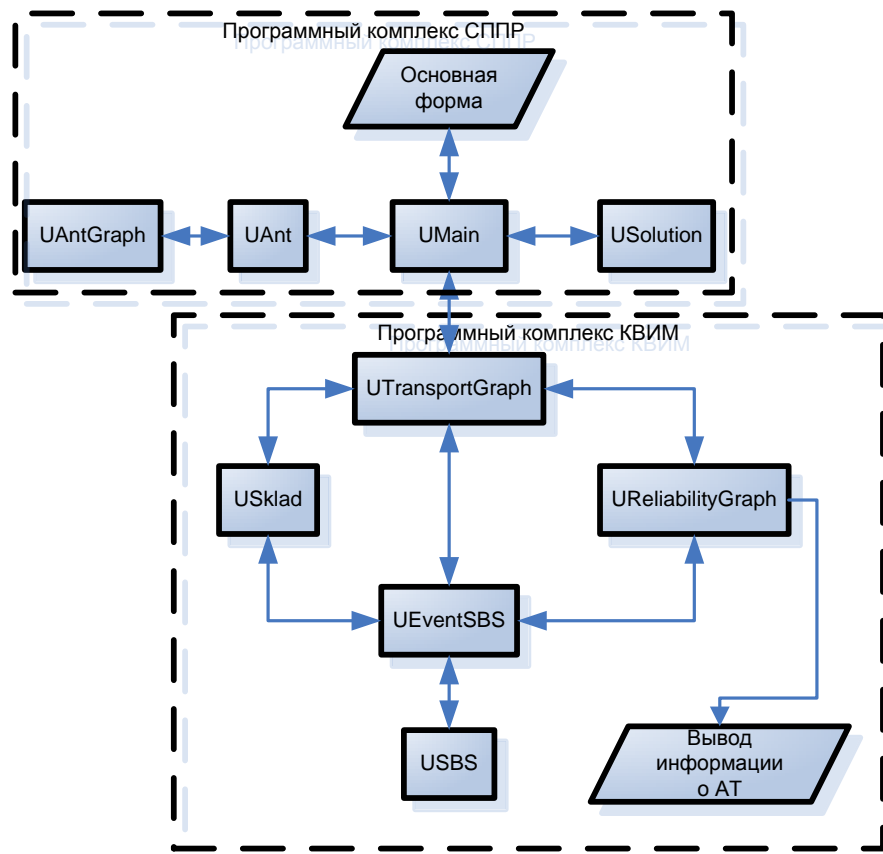 Программный комплекс СППР
Основная
форма
UAntGraph
UAnt
UMain
USolution
Программный комплекс КВИМ
UTransportGraph
USklad
UReliabilityGraph
UEventSBS
USBS
Вывод
информации
о АТ